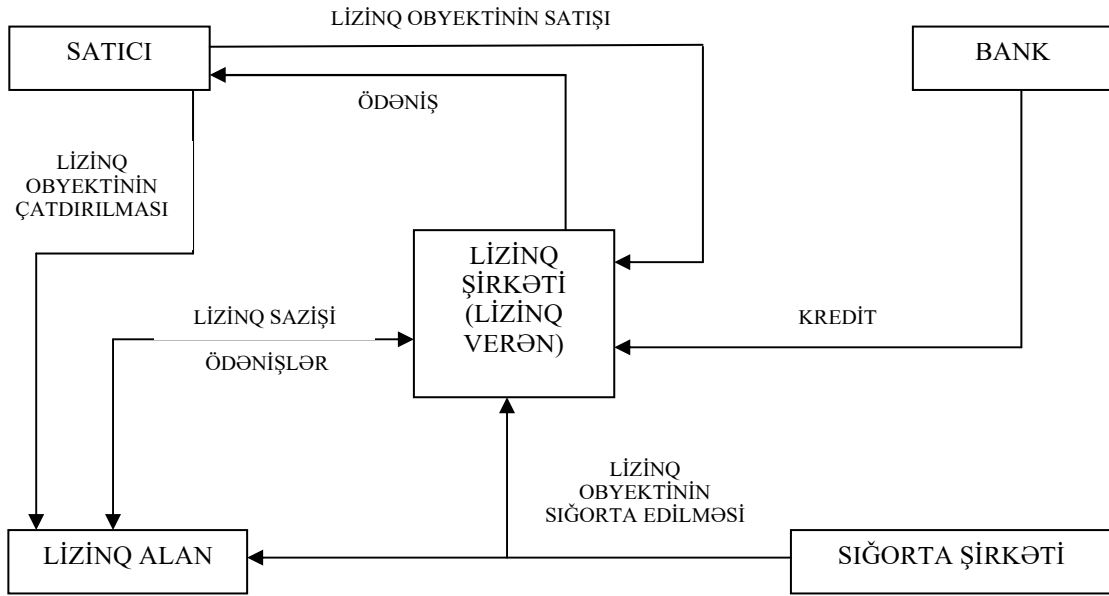 LİZİNQ OBYEKTİNİN SATIŞI
SATICI
BANK
ÖDƏNİŞ
LİZİNQ
OBYEKTİNİN
ÇATDIRILMASI
LİZİNQ
ŞİRKƏTİ
(LİZİNQ
VERƏN)
LİZİNQ SAZİŞİ
ÖDƏNİŞLƏR
KREDİT
LİZİNQ
OBYEKTİNİN
SIĞORTA EDİLMƏSİ
LİZİNQ ALAN
SIĞORTA ŞİRKƏTİ